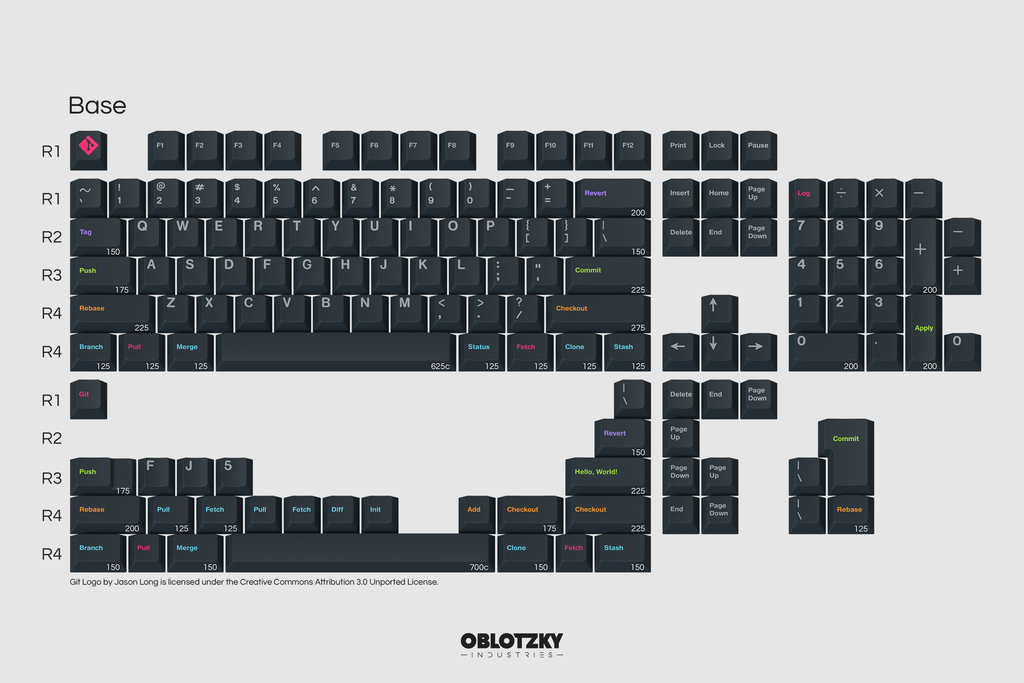 Base
R1 F1 F2 F3 F4 F5 F6 F7 F8 F9 F10 F11 F12 Print Lock Pause
R1 ~ ` ! 1 @ 2 # 3 $ 4 % 5 ^ 6 & 7 * 8 ( 9 ) 0 _ - + = Revert 200 Insert Home Page Up Log ÷ × −
R2 Tag 150 Q W E R T Y U I O P { [ } ] | \ 150 Delete End Page Down 7 8 9 + 200 −
R3 Push 175 A S D F G H J K L : ; " ' Commit 225 4 5 6 +
R4 Rebase 225 Z X C V B N M < , > . ? / Checkout 275 ↑ 1 2 3 Apply 200
R4 Branch 125 Pull 125 Merge 125 625c Status 125 Fetch 125 Clone 125 Stash 125 ← ↓ → 0 200 . 0
R1 Git | \ Delete End Page Down
R2 Revert 150 Page Up Commit
R3 Push 175 F J 5 Hello, World! 225 Page Down Page Up | \
R4 Rebase 200 Pull 125 Fetch 125 Pull Fetch Diff Init Add Checkout 175 Checkout 225 End Page Down | \ Rebase 125
R4 Branch 150 Pull Merge 150 700c Clone 150 Fetch Stash 150
Git Logo by Jason Long is licensed under the Creative Commons Attribution 3.0 Unported License.
OBLOTZKY
INDUSTRIES